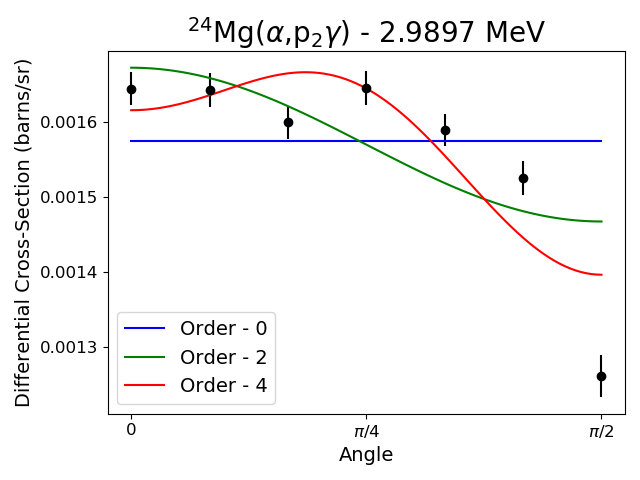 ²⁴Mg(α,p₂γ) - 2.9897 MeV
Differential Cross-Section (barns/sr)
0.0016
0.0015
0.0014
0.0013
Order - 0
Order - 2
Order - 4
0 π/4 π/2
Angle